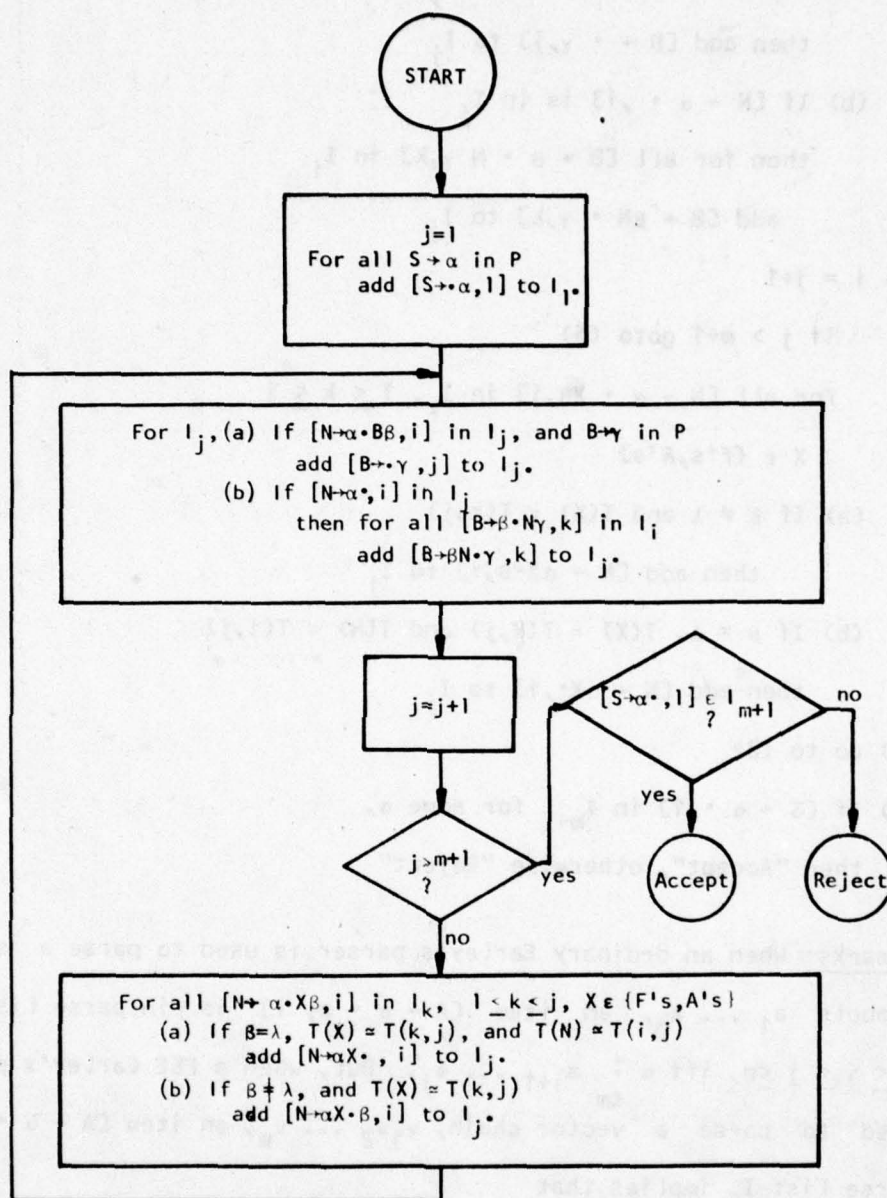 START
j=1
For all S→α in P
add [S→·α,1] to I₁.
For Iⱼ, (a) If [N→α·Bβ,i] in Iⱼ, and B→γ in P
add [B→·γ,j] to Iⱼ.
(b) If [N→α·,i] in Iⱼ
then for all [B→β·Nγ,k] in Iᵢ
add [B→βN·γ,k] to Iⱼ.
j≈j+1
[S→α·,1] ε I m+1
?
no
yes
j>m+1
?
yes
Accept
Reject
no
For all [N→α·Xβ,i] in Iₖ, 1<k≤j, X ε {F's,A's}
(a) If β=λ, T(X) ≃ T(k,j), and T(N) ≃ T(i,j)
add [N→αX·, i] to Iⱼ.
(b) If β ≠ λ, and T(X) ≃ T(k,j)
add [N→αX·β,i] to Iⱼ.